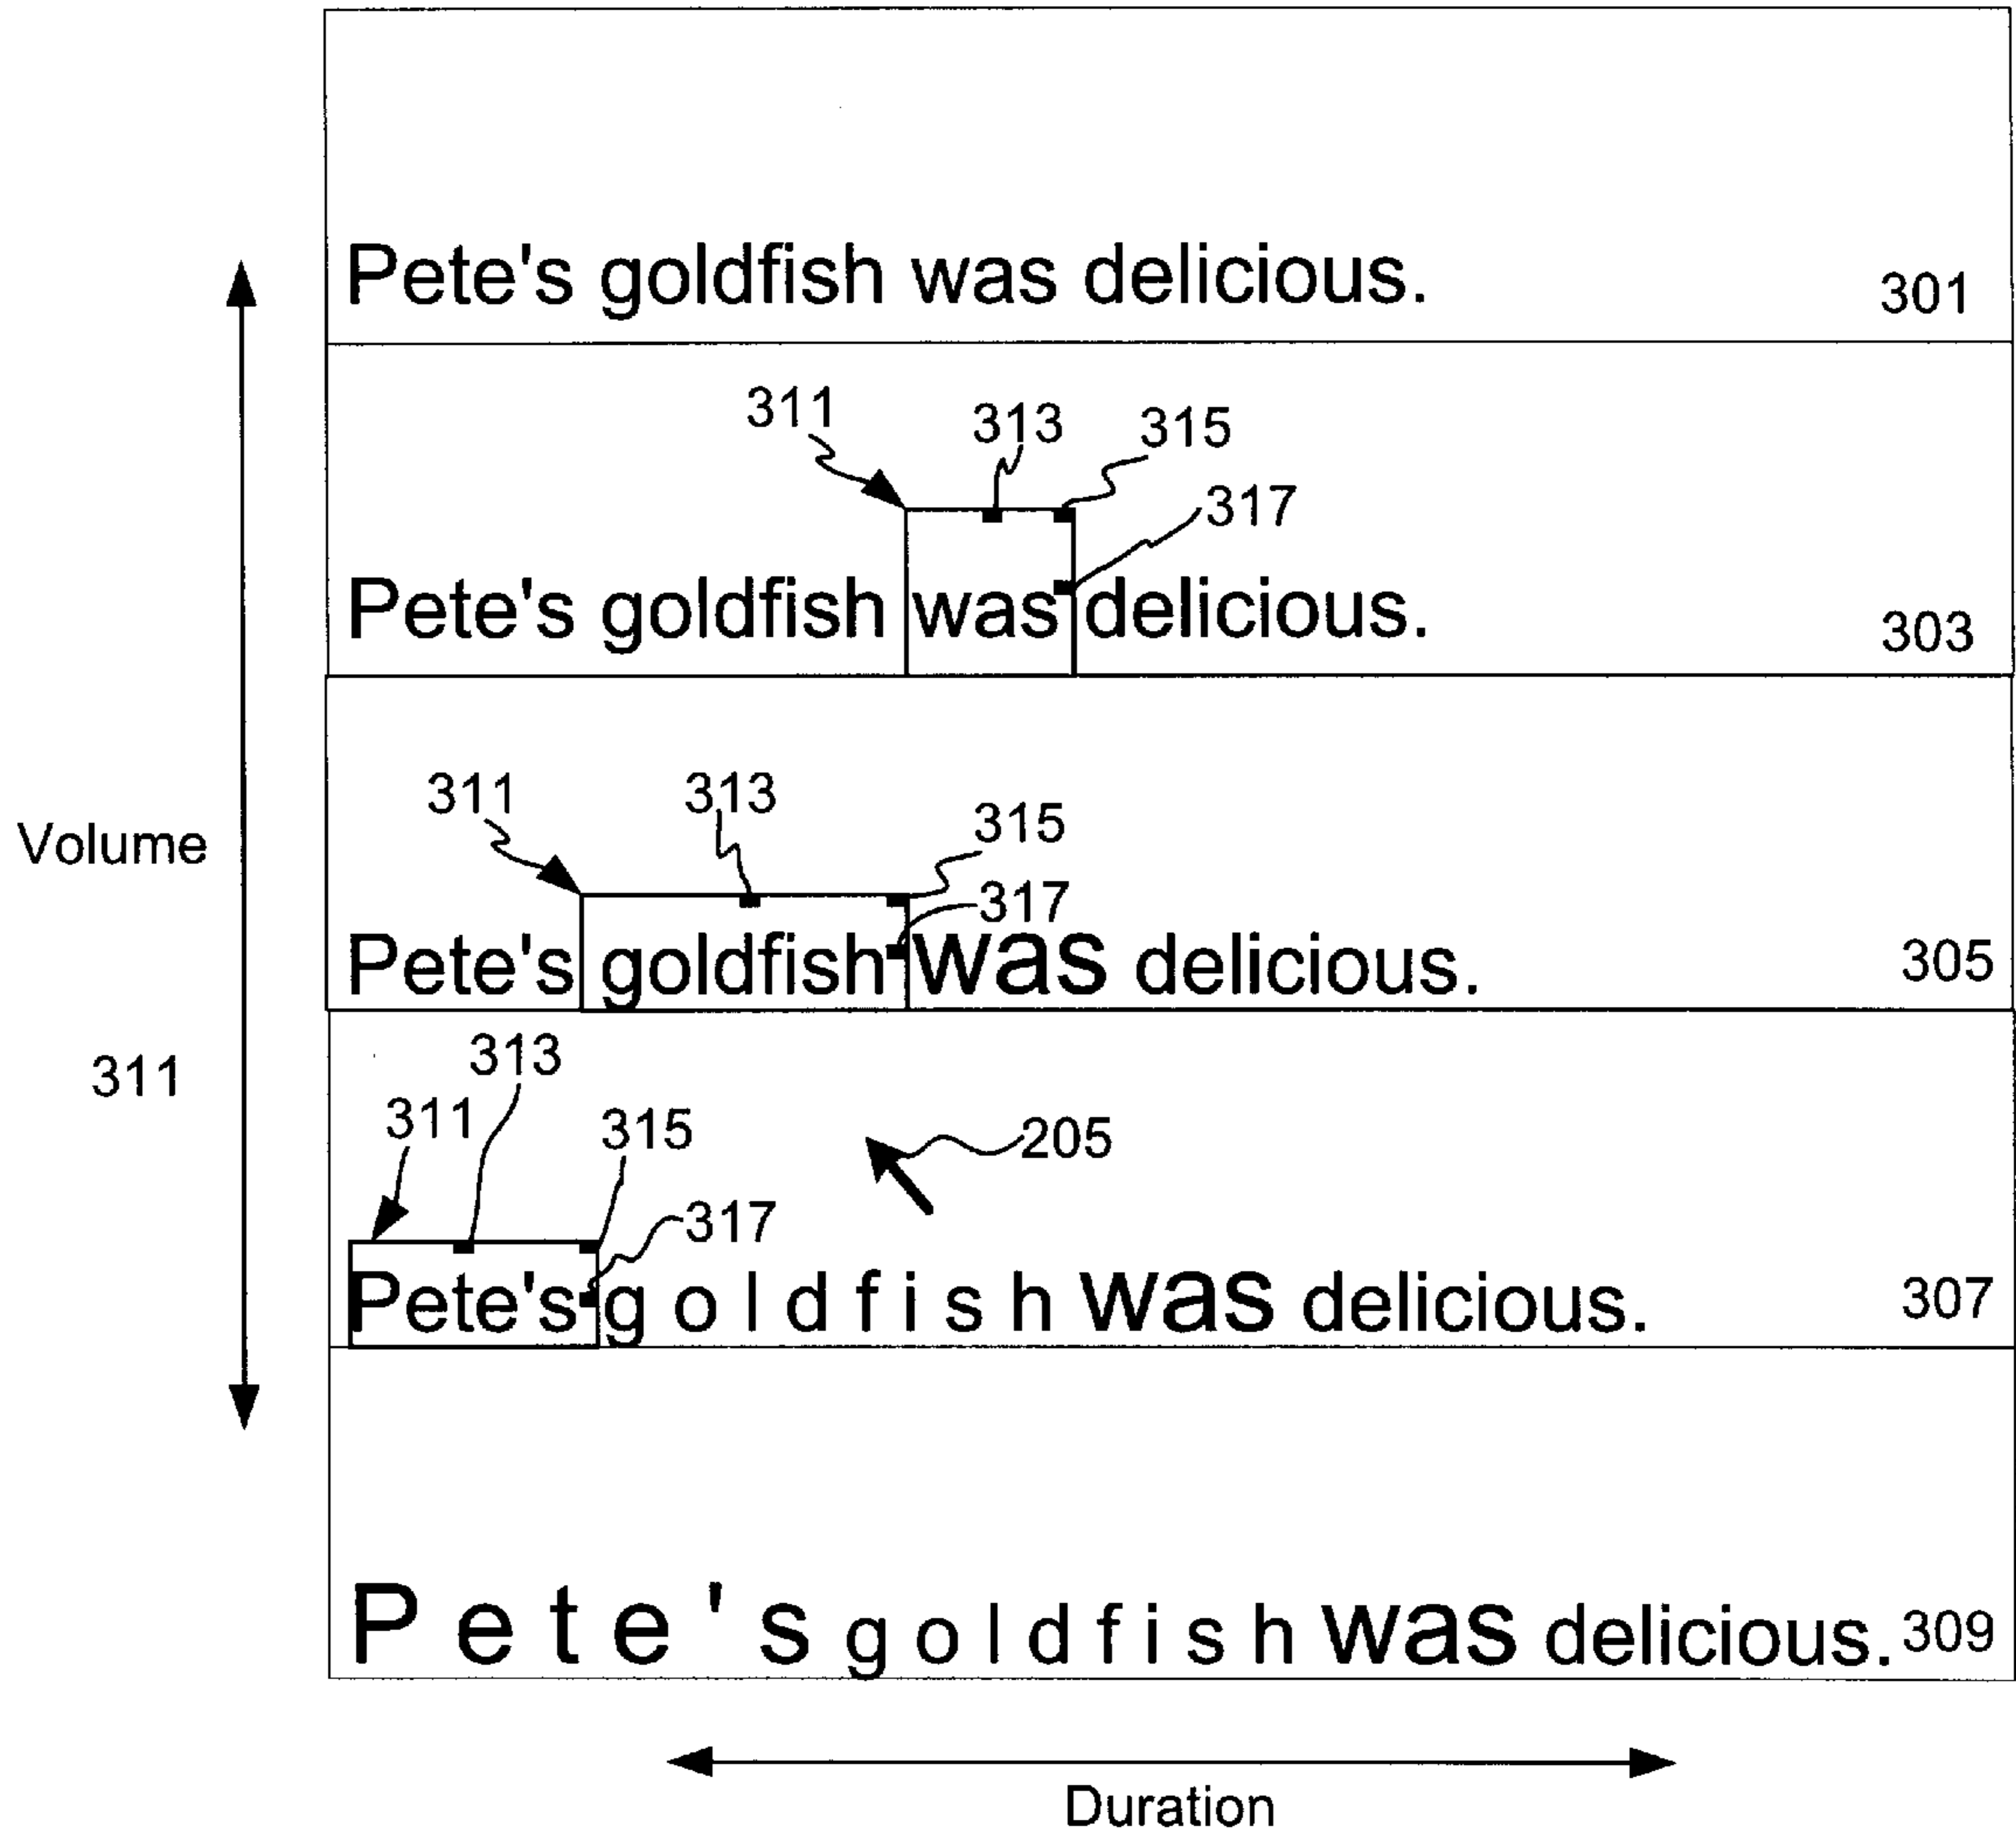 Pete's goldfish was delicious. 301
311 313 315
317
Pete's goldfish was delicious. 303
311 313 315
Volume
317
Pete's goldfish was delicious. 305
313
311
311 315 205
317
Pete's g o l d f i s h was delicious. 307
P e t e ' s g o l d f i s h was delicious. 309
Duration